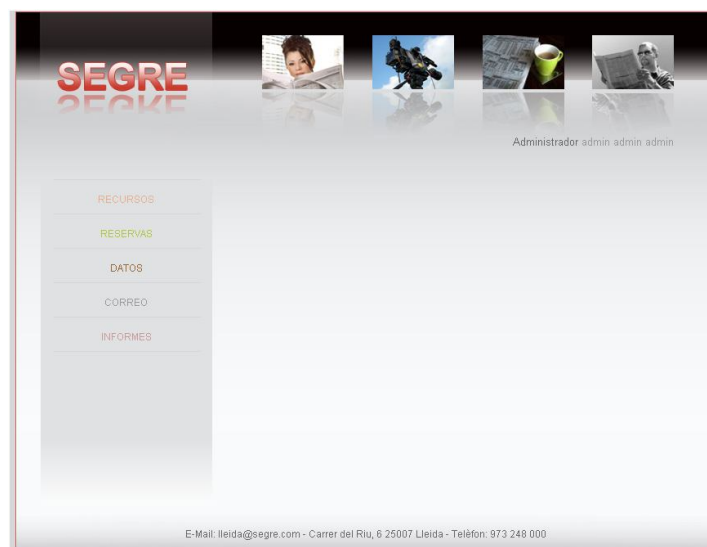 SEGRE
Administrador admin admin admin
RECURSOS
RESERVAS
DATOS
CORREO
INFORMES
E-Mail: lleida@segre.com - Carrer del Riu, 6 25007 Lleida - Telèfon: 973 248 000